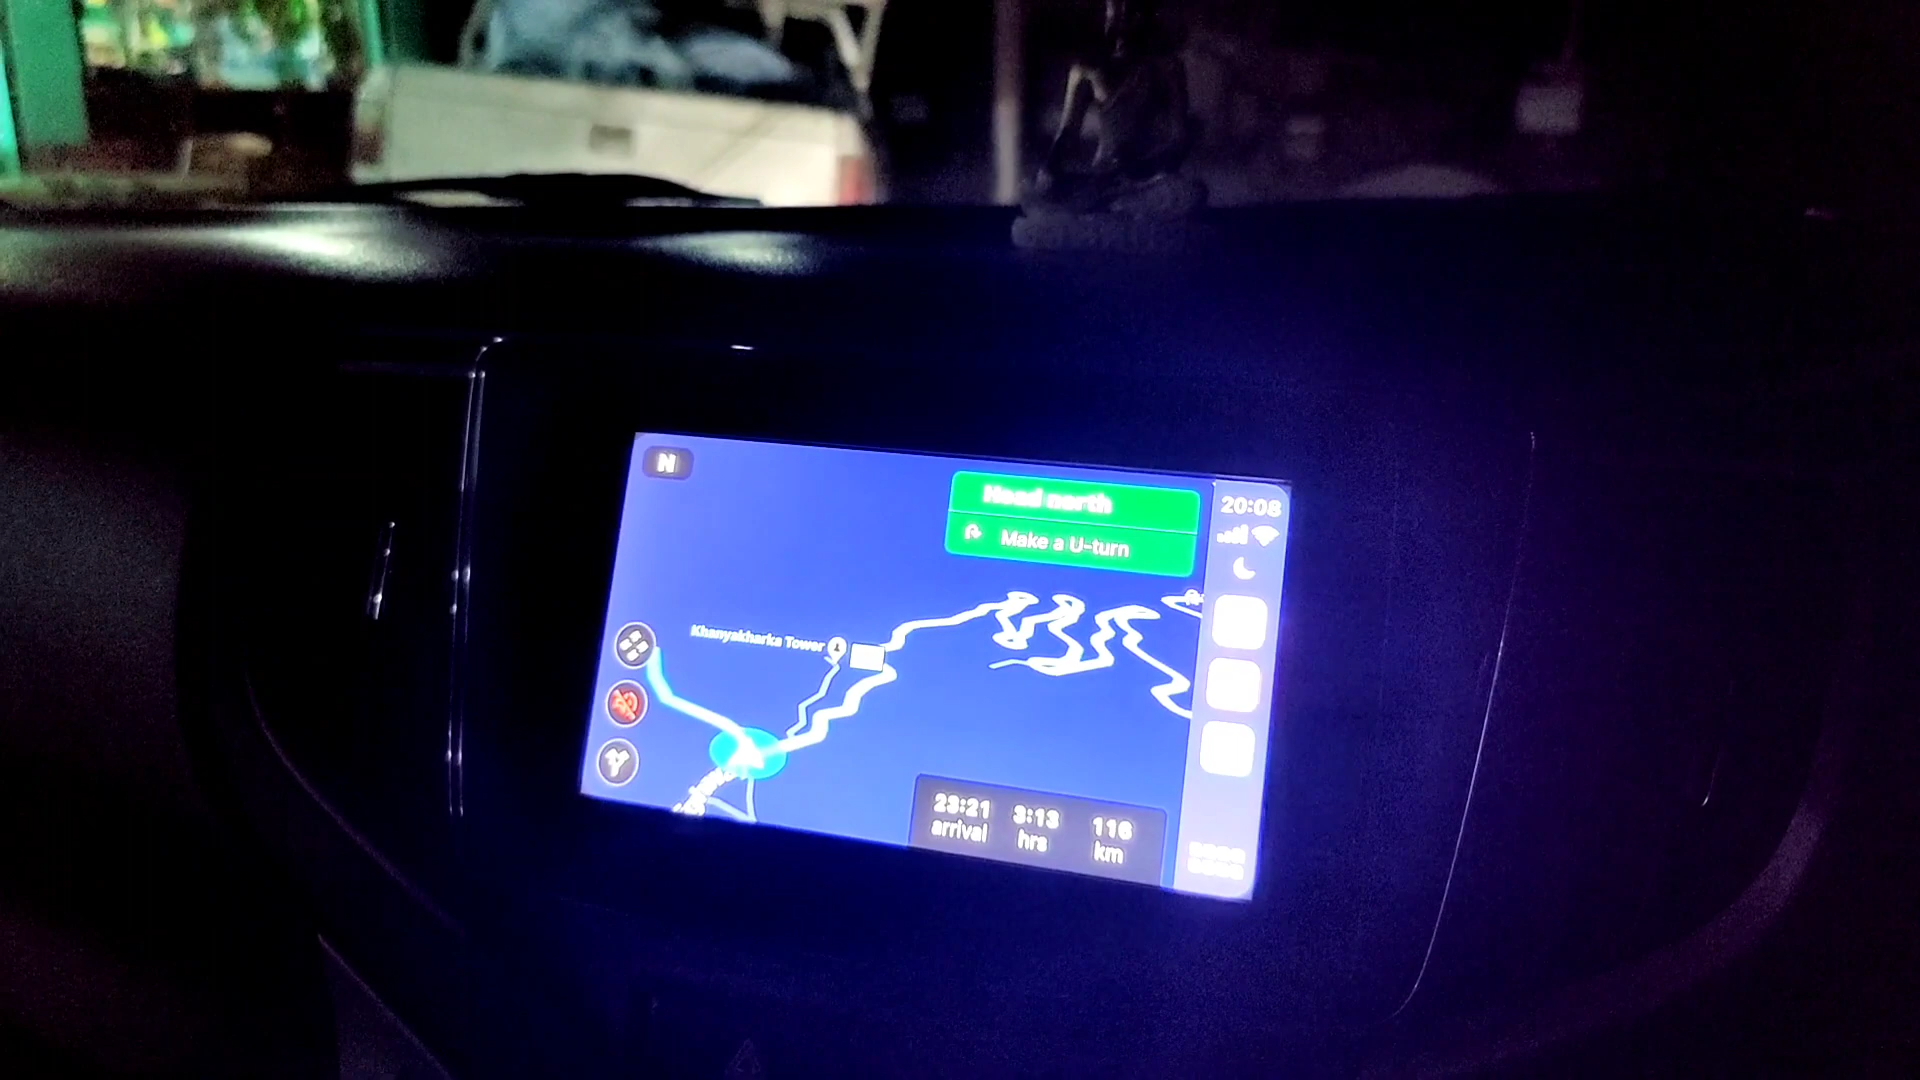 N
Head north
Make a U-turn
20:08
Khanyakharka Tower
23:21
arrival
3:13
hrs
116
km